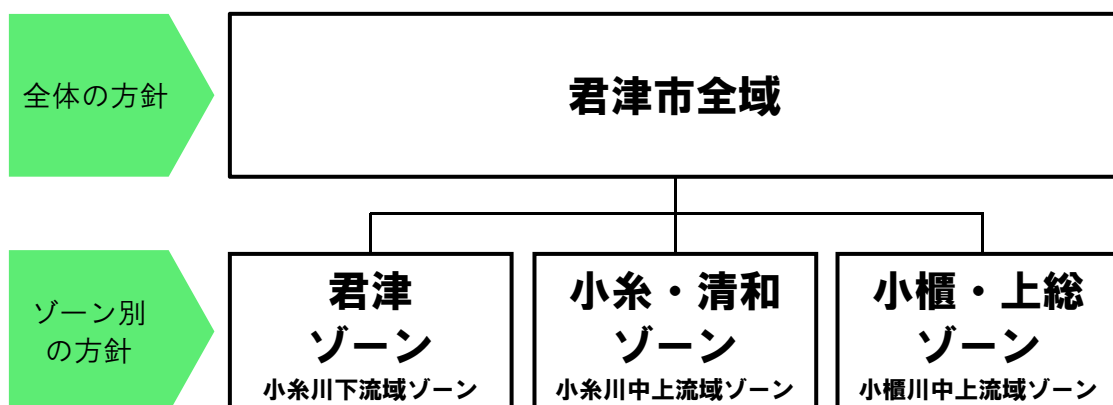 全体の方針
君津市全域
ゾーン別
の方針
君津
ゾーン
小糸川下流域ゾーン
小糸・清和
ゾーン
小糸川中上流域ゾーン
小櫃・上総
ゾーン
小櫃川中上流域ゾーン